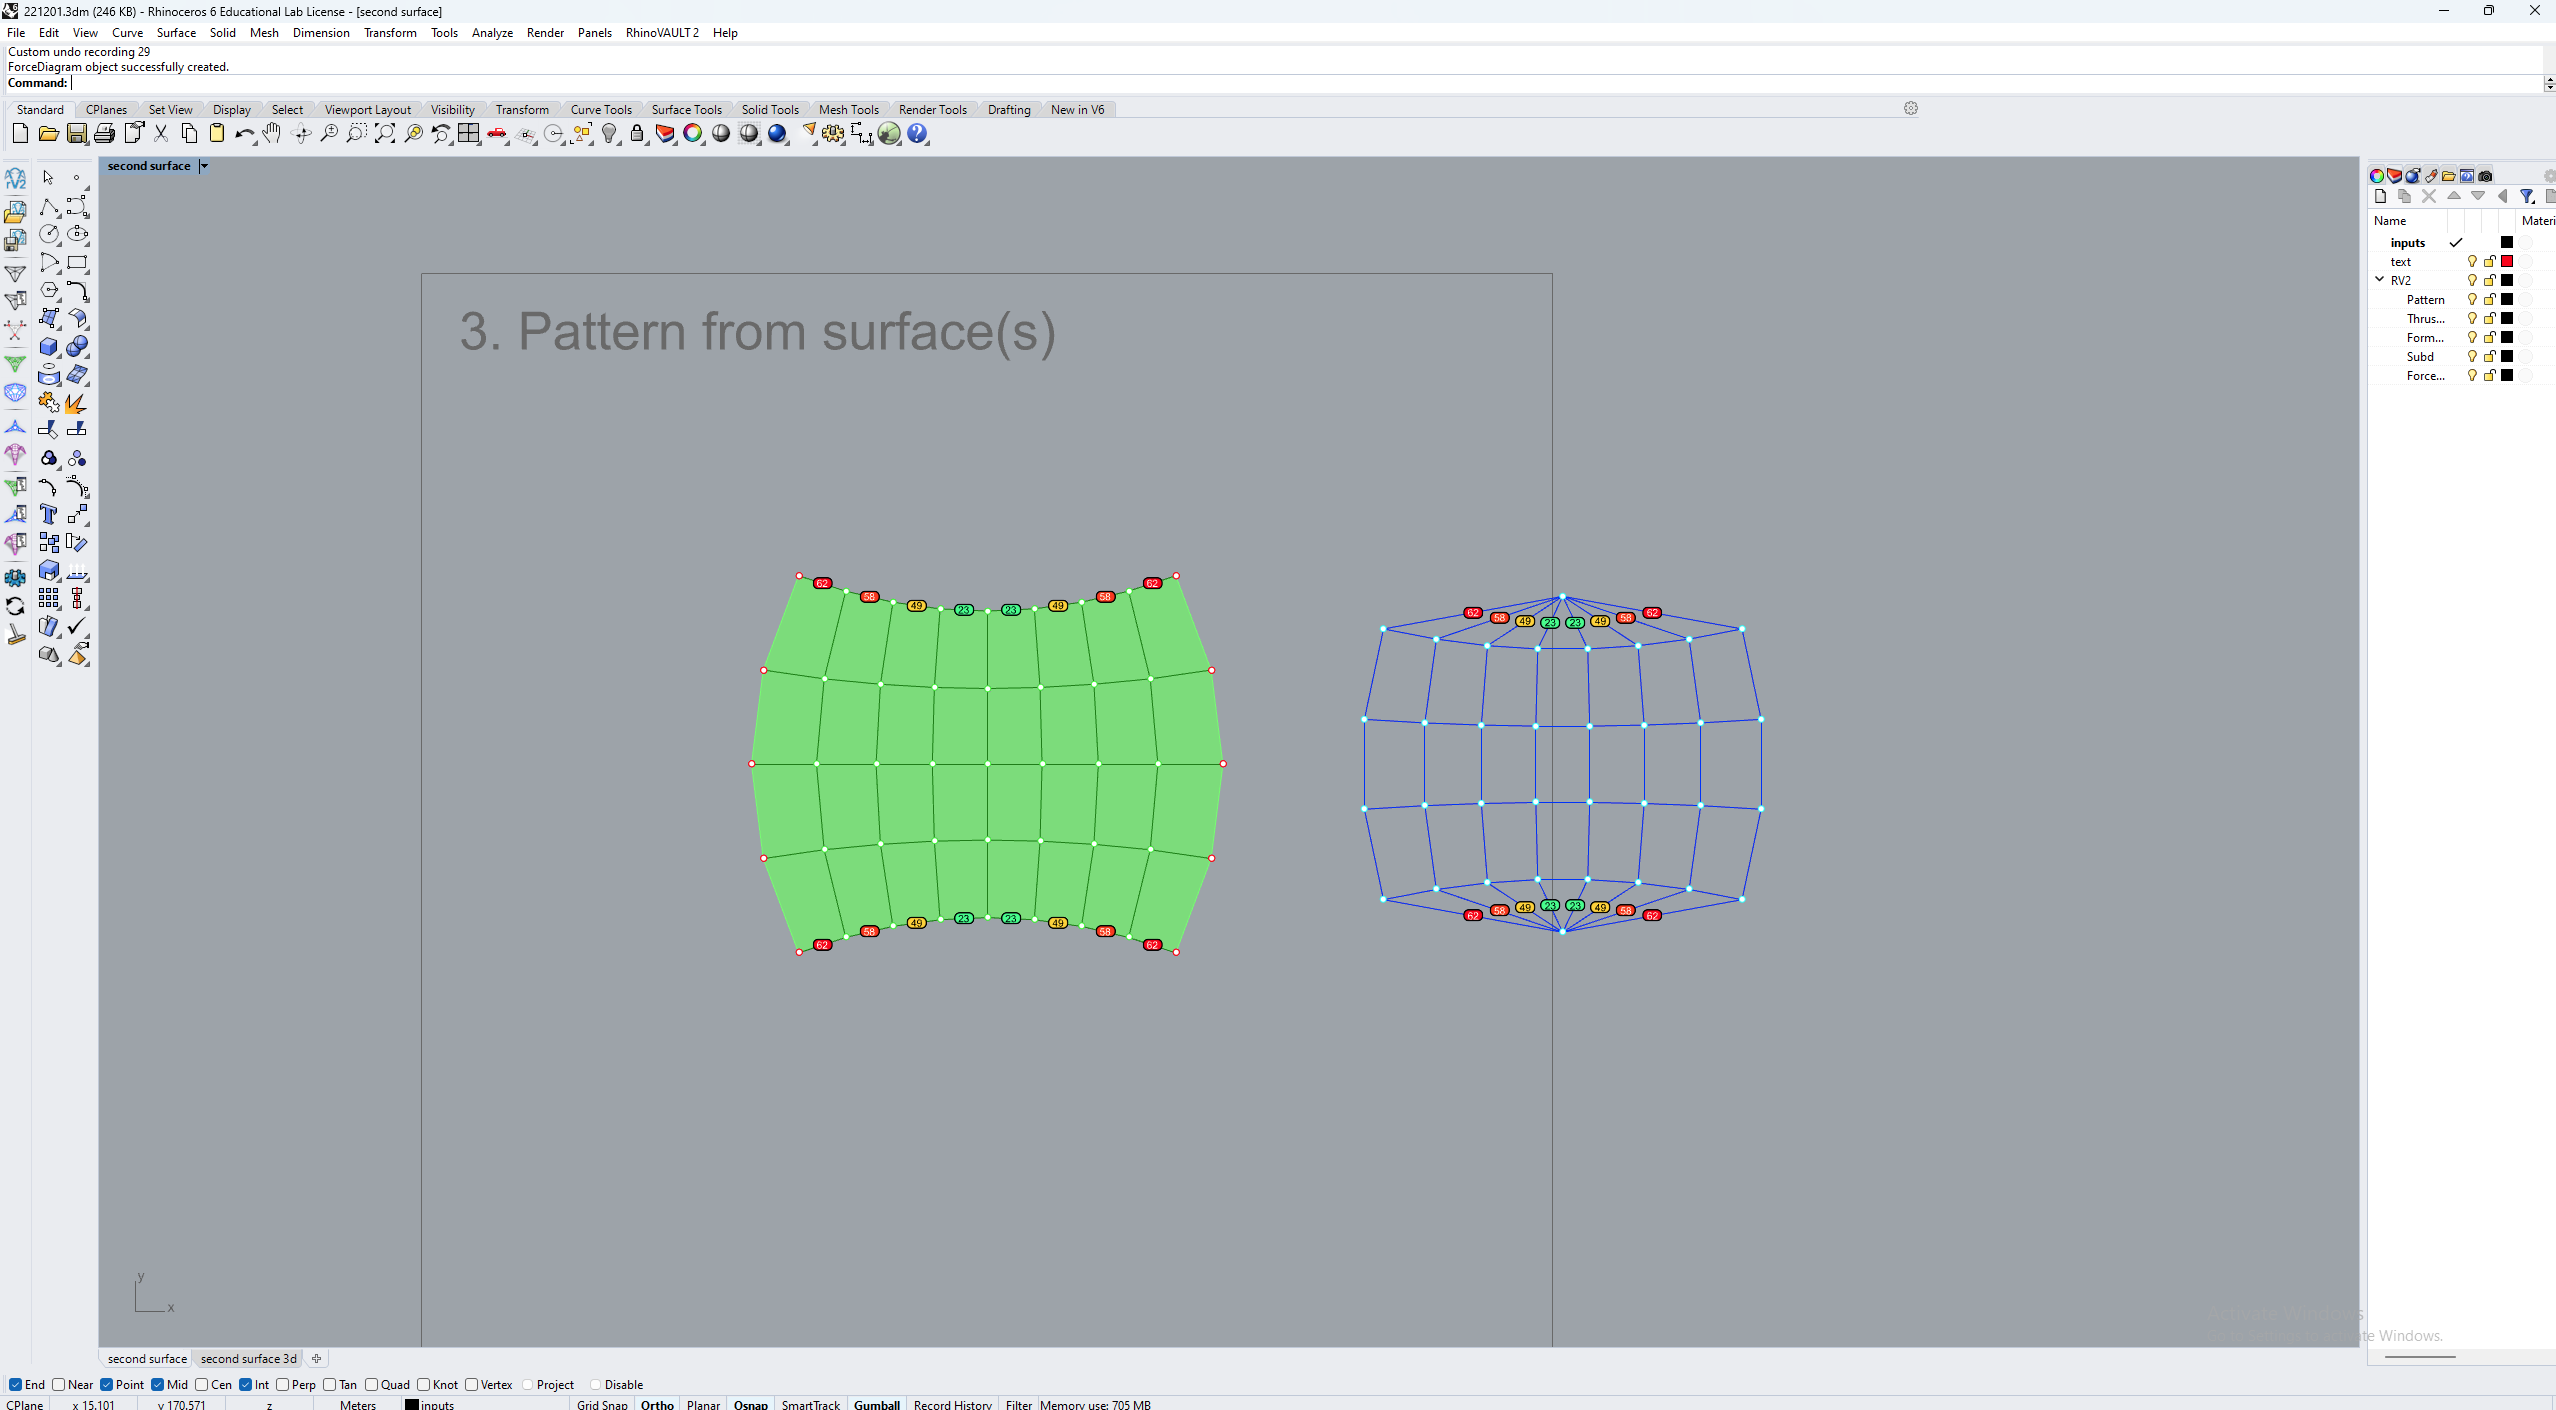 221201.3dm (246 KB) - Rhinoceros 6 Educational Lab License - [second surface]
File Edit View Curve Surface Solid Mesh Dimension Transform Tools Analyze Render Panels RhinoVAULT2 Help
Custom undo recording 29
ForceDiagram object successfully created.
Command:
Standard CPlanes Set View Display Select Viewport Layout Visibility Transform Curve Tools Surface Tools Solid Tools Mesh Tools Render Tools Drafting New in V6
second surface
rV2
Name Materi
inputs
text
RV2
Pattern
Thrus...
Form...
Subd
Force...
3. Pattern from surface(s)
62 58 49 23 23 49 58 62
62 58 49 23 23 49 58 62
62 58 49 23 23 49 58 62
62 58 49 23 23 49 58 62
y
x
Activate Windows
te Windows.
second surface second surface 3d
End Near Point Mid Cen Int Perp Tan Quad Knot Vertex Project Disable
CPlane x 15.101 y 170.571 z Meters inputs Grid Snap Ortho Planar Osnap SmartTrack Gumball Record History Filter Memory use: 705 MB